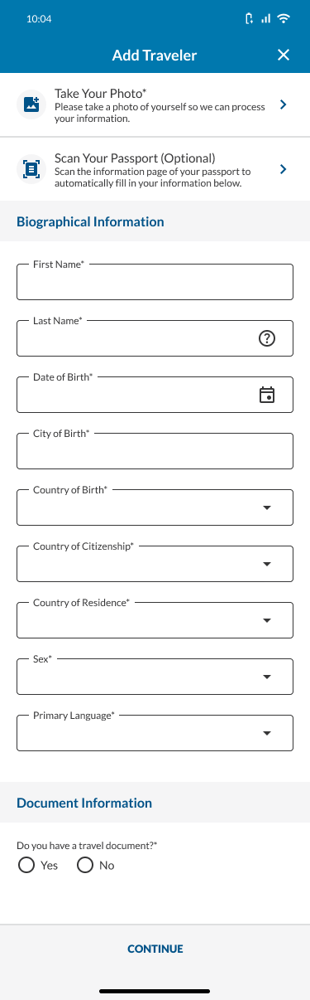 10:04
Add Traveler
Take Your Photo*
Please take a photo of yourself so we can process
your information.
Scan Your Passport (Optional)
Scan the information page of your passport to
automatically fill in your information below.
Biographical Information
First Name*
Last Name*
Date of Birth*
City of Birth*
Country of Birth*
Country of Citizenship*
Country of Residence*
Sex*
Primary Language*
Document Information
Do you have a travel document?*
Yes No
CONTINUE